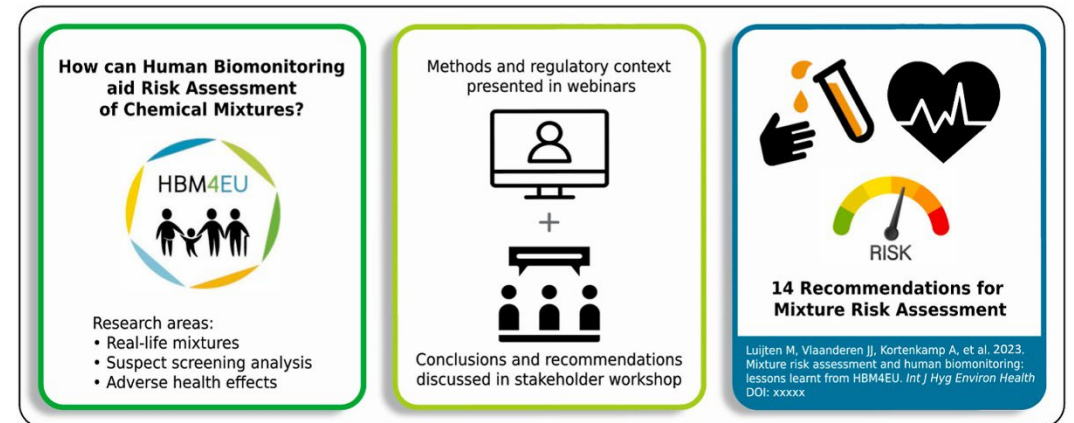 How can Human Biomonitoring
aid Risk Assessment
of Chemical Mixtures?
HBM4EU
Research areas:
• Real-life mixtures
• Suspect screening analysis
• Adverse health effects
Methods and regulatory context
presented in webinars
+
Conclusions and recommendations
discussed in stakeholder workshop
RISK
14 Recommendations for
Mixture Risk Assessment
Luijten M, Vlaanderen JJ, Kortenkamp A, et al. 2023.
Mixture risk assessment and human biomonitoring:
lessons learnt from HBM4EU. Int J Hyg Environ Health
DOI: xxxxx